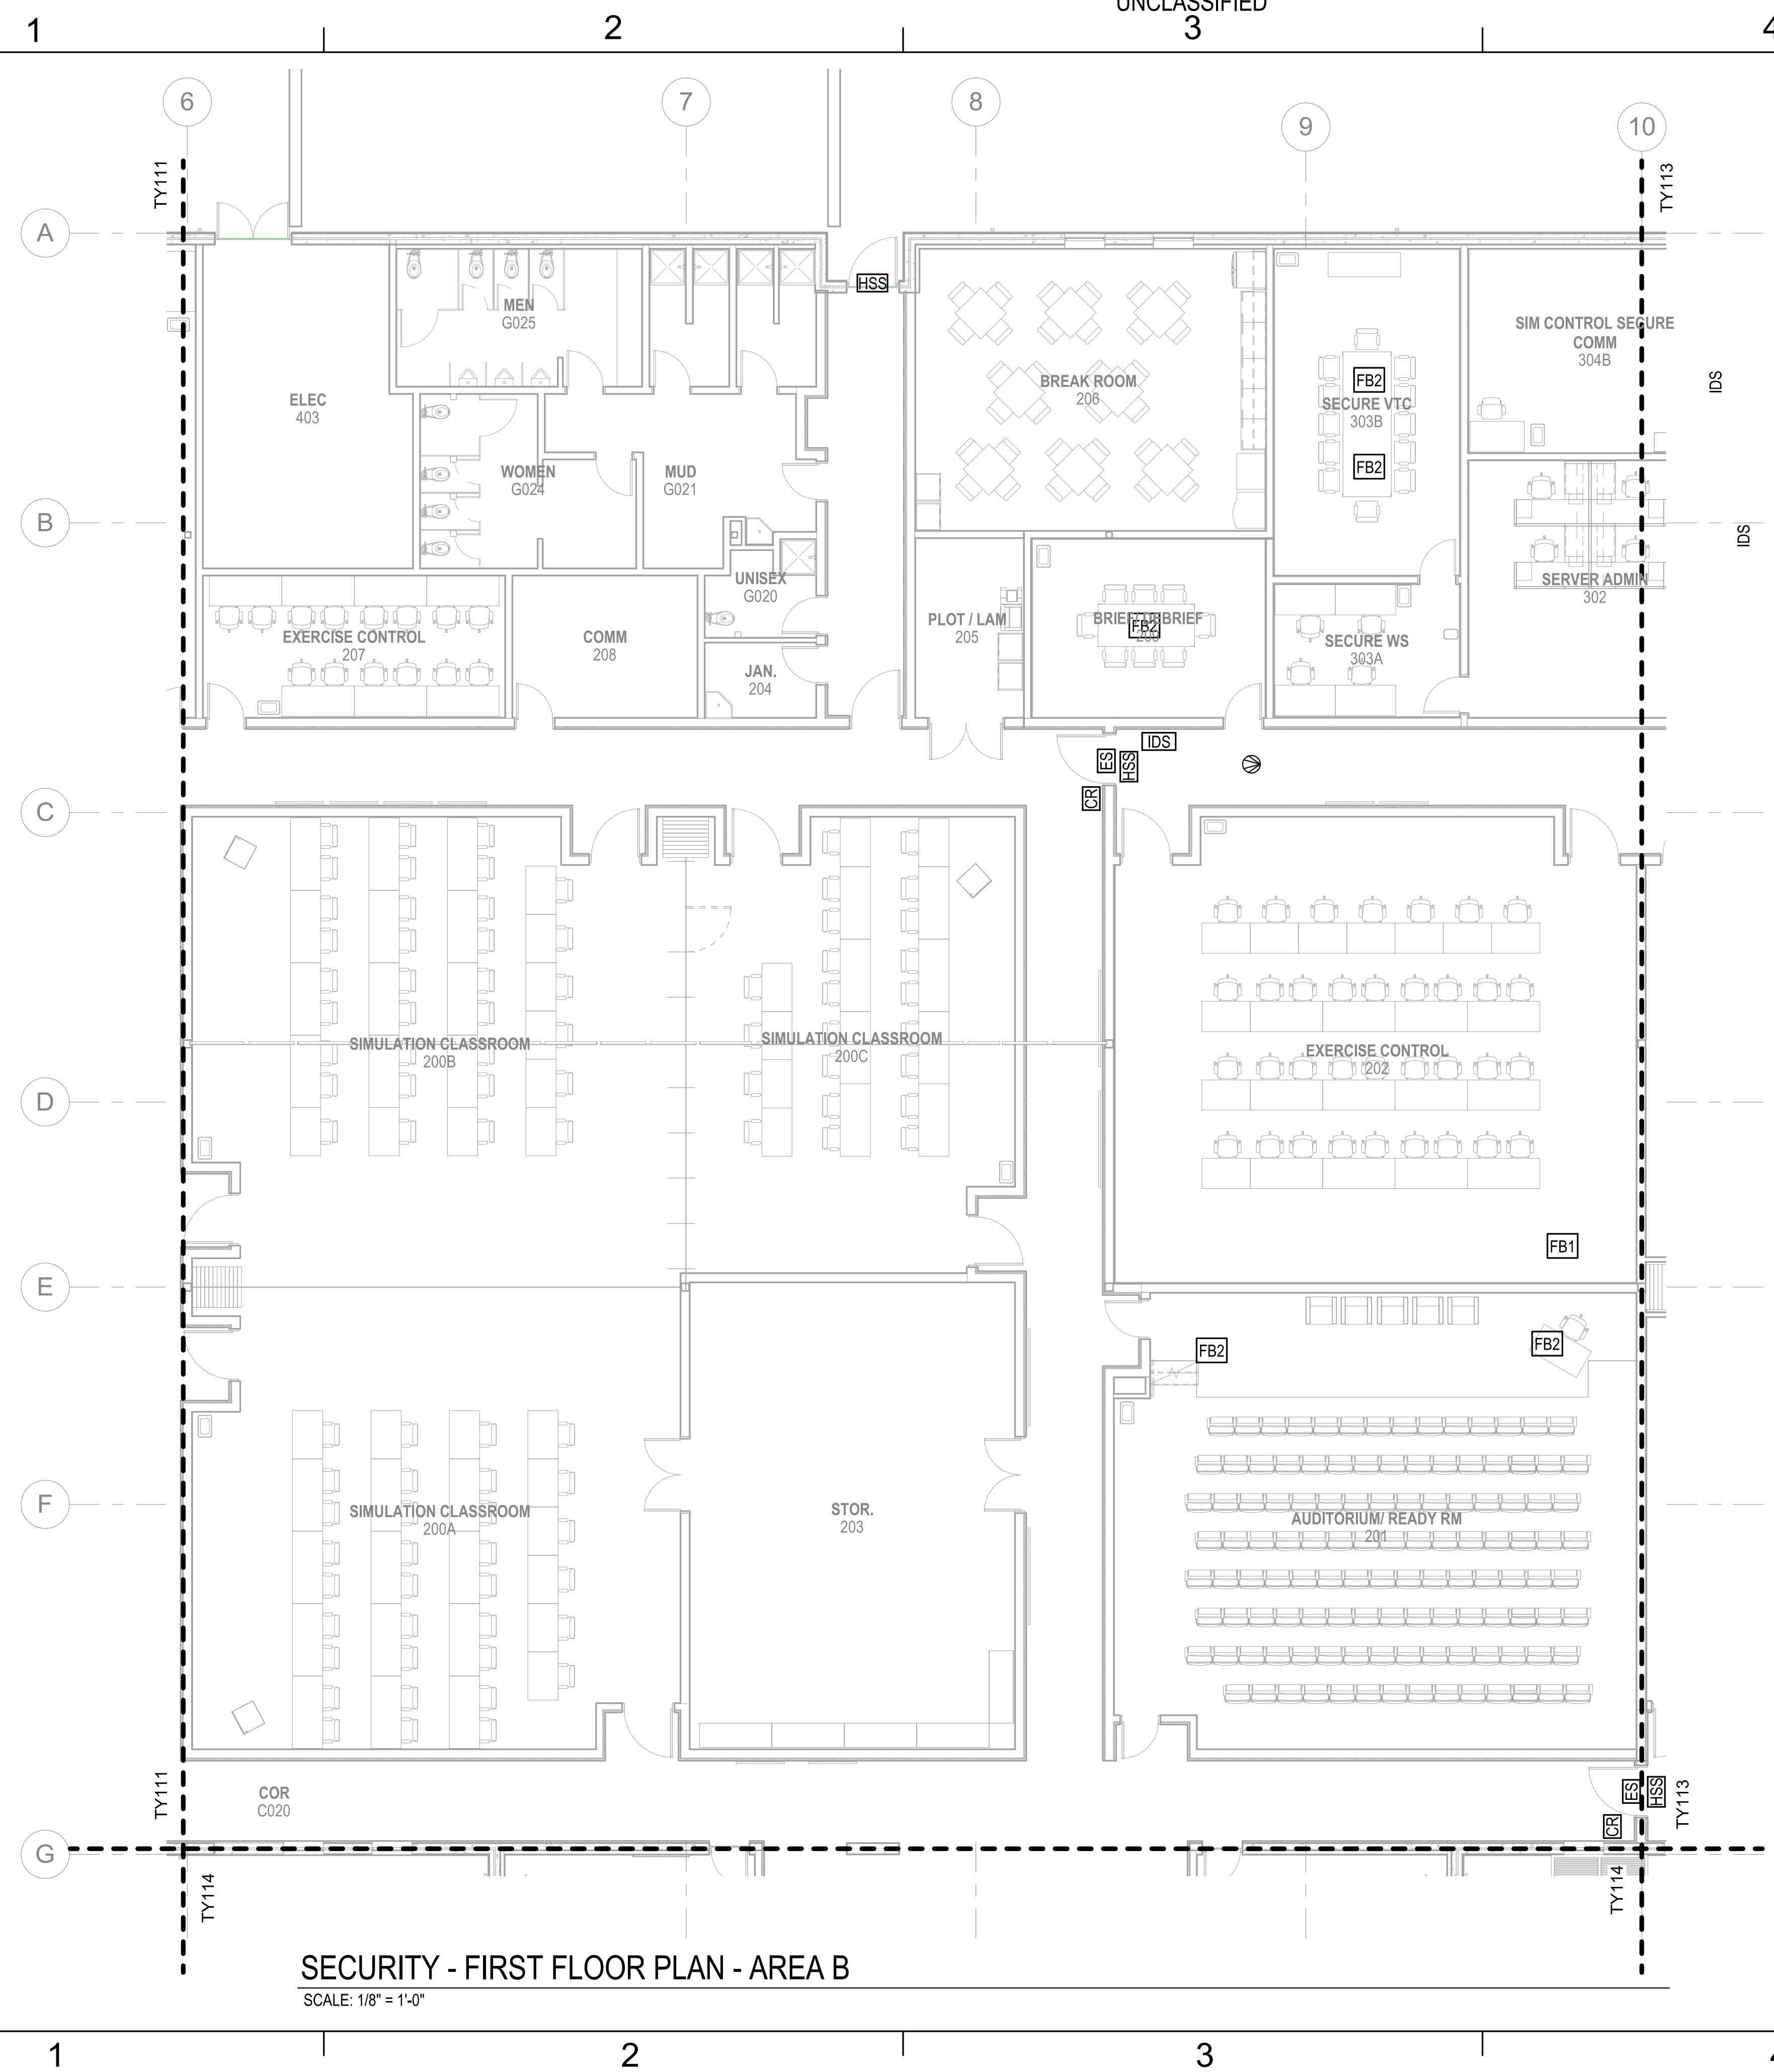 UNCLASSIFIED
1
2
3
4
6
7
8
9
10
TY111
TY113
A
HSS
MEN
G025
SIM CONTROL SECURE
COMM
304B
BREAK ROOM
206
FB2
SECURE VTC
303B
IDS
ELEC
403
FB2
WOMEN
G024
MUD
G021
B
IDS
UNISEX
G020
SERVER ADMIN
302
PLOT / LAM
205
BRIEF/ DEBRIEF
FB2
EXERCISE CONTROL
207
COMM
208
SECURE WS
303A
JAN.
204
IDS
ES
HSS
CR
C
SIMULATION CLASSROOM
200B
SIMULATION CLASSROOM
200C
EXERCISE CONTROL
202
D
FB1
E
FB2
FB2
F
SIMULATION CLASSROOM
200A
STOR.
203
AUDITORIUM/ READY RM
201
COR
C020
TY111
ES
HSS
TY113
CR
G
TY114
TY114
SECURITY - FIRST FLOOR PLAN - AREA B
SCALE: 1/8" = 1'-0"
1
2
3
4